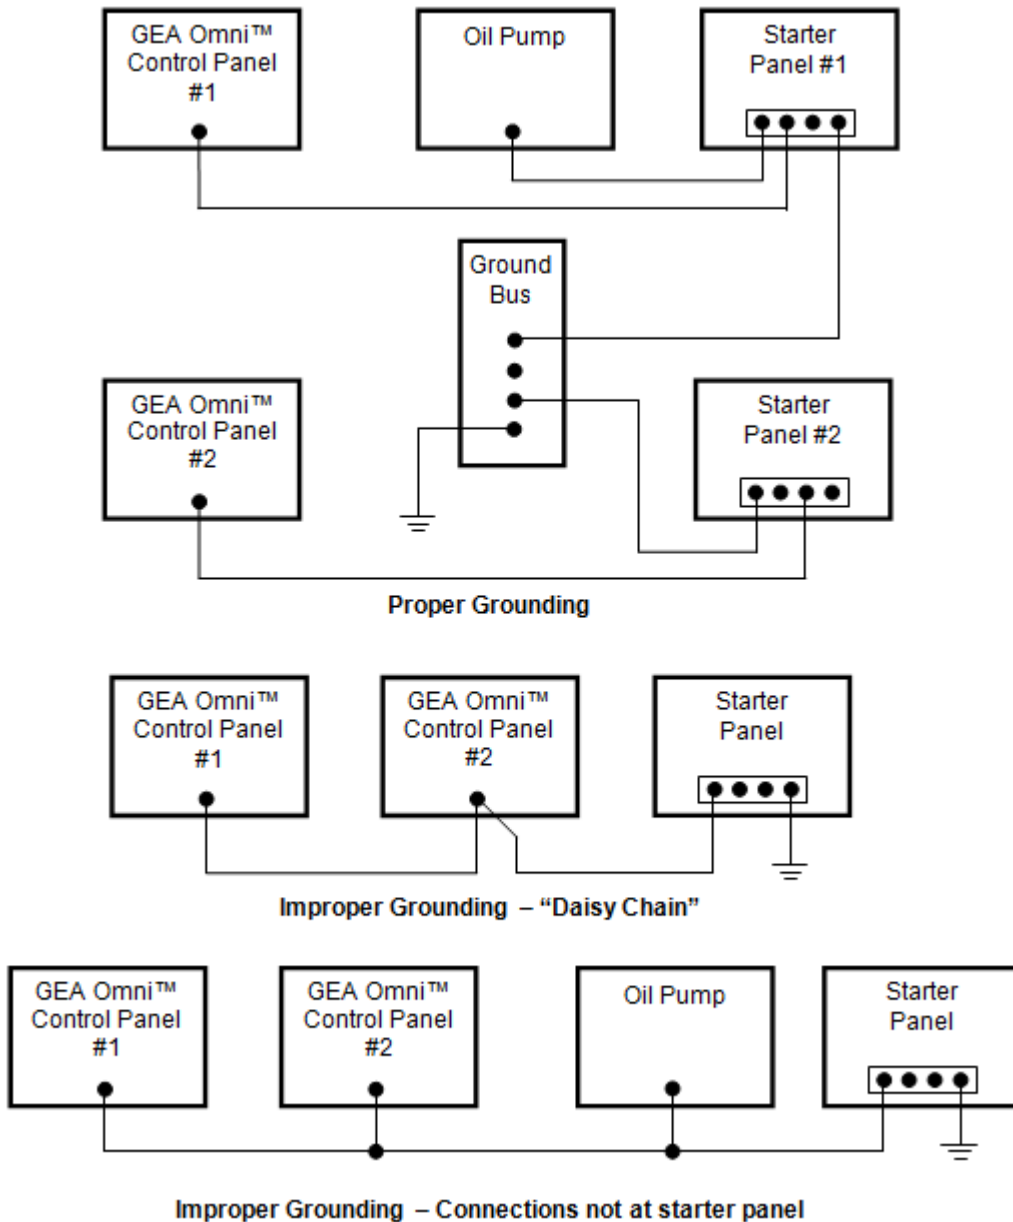 GEA Omni™
Control Panel
#1
Oil Pump
Starter
Panel #1
Ground
Bus
GEA Omni™
Control Panel
#2
Starter
Panel #2
Proper Grounding
GEA Omni™
Control Panel
#1
GEA Omni™
Control Panel
#2
Starter
Panel
Improper Grounding – “Daisy Chain”
GEA Omni™
Control Panel
#1
GEA Omni™
Control Panel
#2
Oil Pump
Starter
Panel
Improper Grounding – Connections not at starter panel